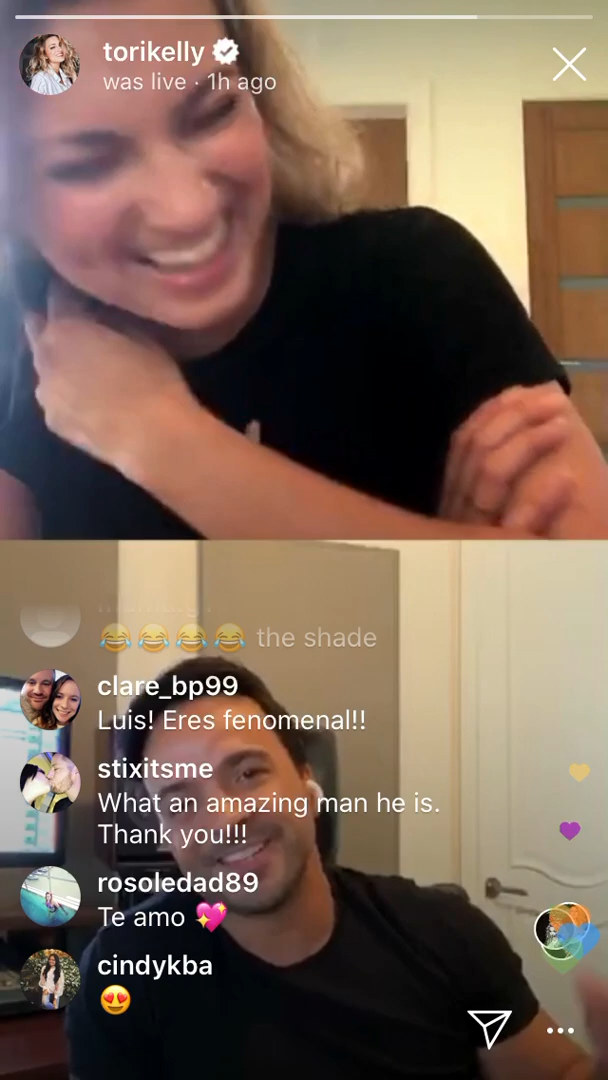 torikelly
was live · 1h ago
😂😂😂😂 the shade
clare_bp99
Luis! Eres fenomenal!!
stixitsme
What an amazing man he is.
Thank you!!!
rosoledad89
Te amo 💖
cindykba
😍